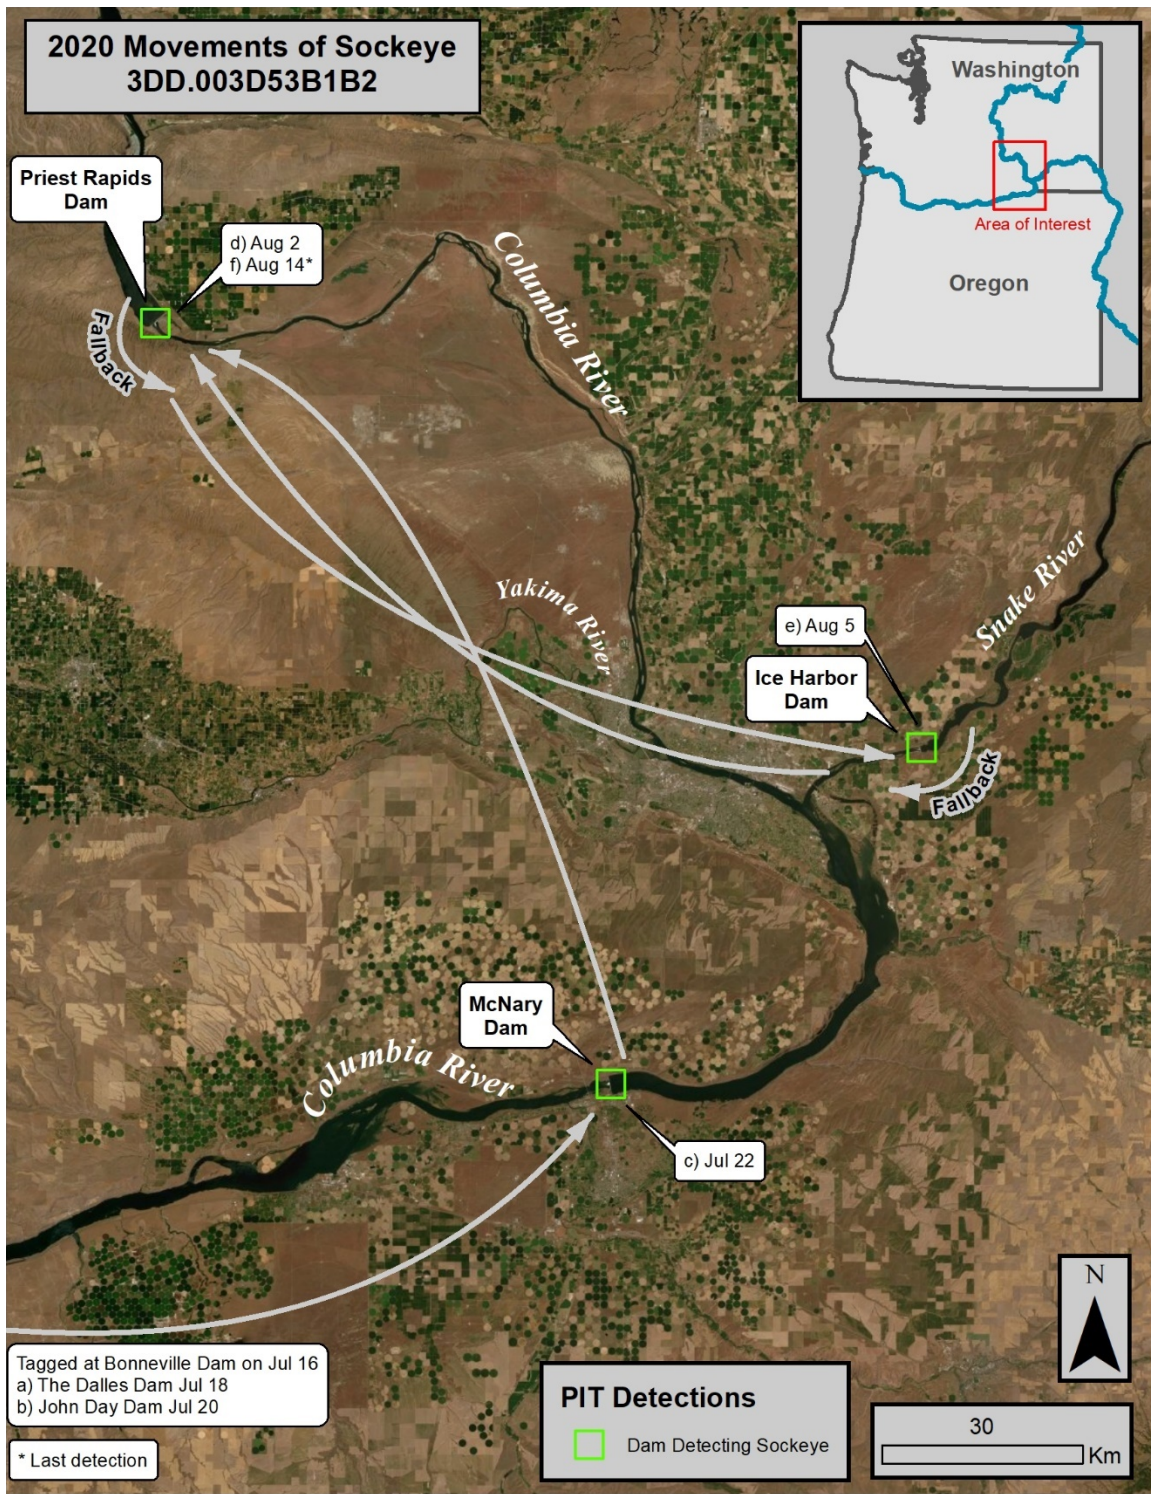 2020 Movements of Sockeye
3DD.003D53B1B2
Washington
Area of Interest
Oregon
Priest Rapids
Dam
d) Aug 2
f) Aug 14*
Fallback
Columbia River
Yakima River
Snake River
e) Aug 5
Ice Harbor
Dam
Fallback
McNary
Dam
Columbia River
c) Jul 22
Tagged at Bonneville Dam on Jul 16
a) The Dalles Dam Jul 18
b) John Day Dam Jul 20
* Last detection
PIT Detections
Dam Detecting Sockeye
N
30
Km